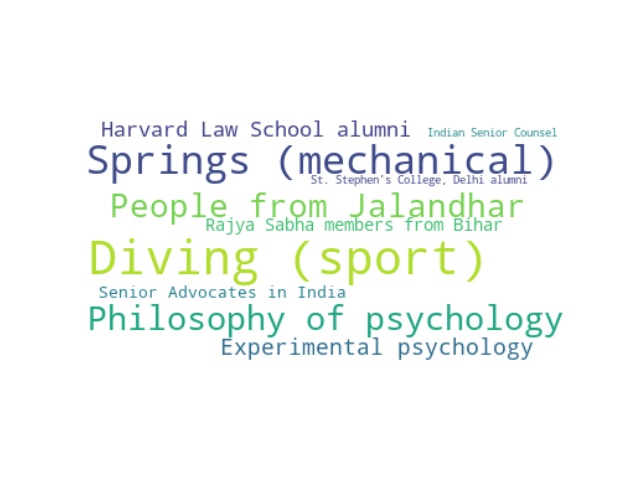 Harvard Law School alumni
Indian Senior Counsel
Springs (mechanical)
St. Stephen's College, Delhi alumni
People from Jalandhar
Rajya Sabha members from Bihar
Diving (sport)
Senior Advocates in India
Philosophy of psychology
Experimental psychology